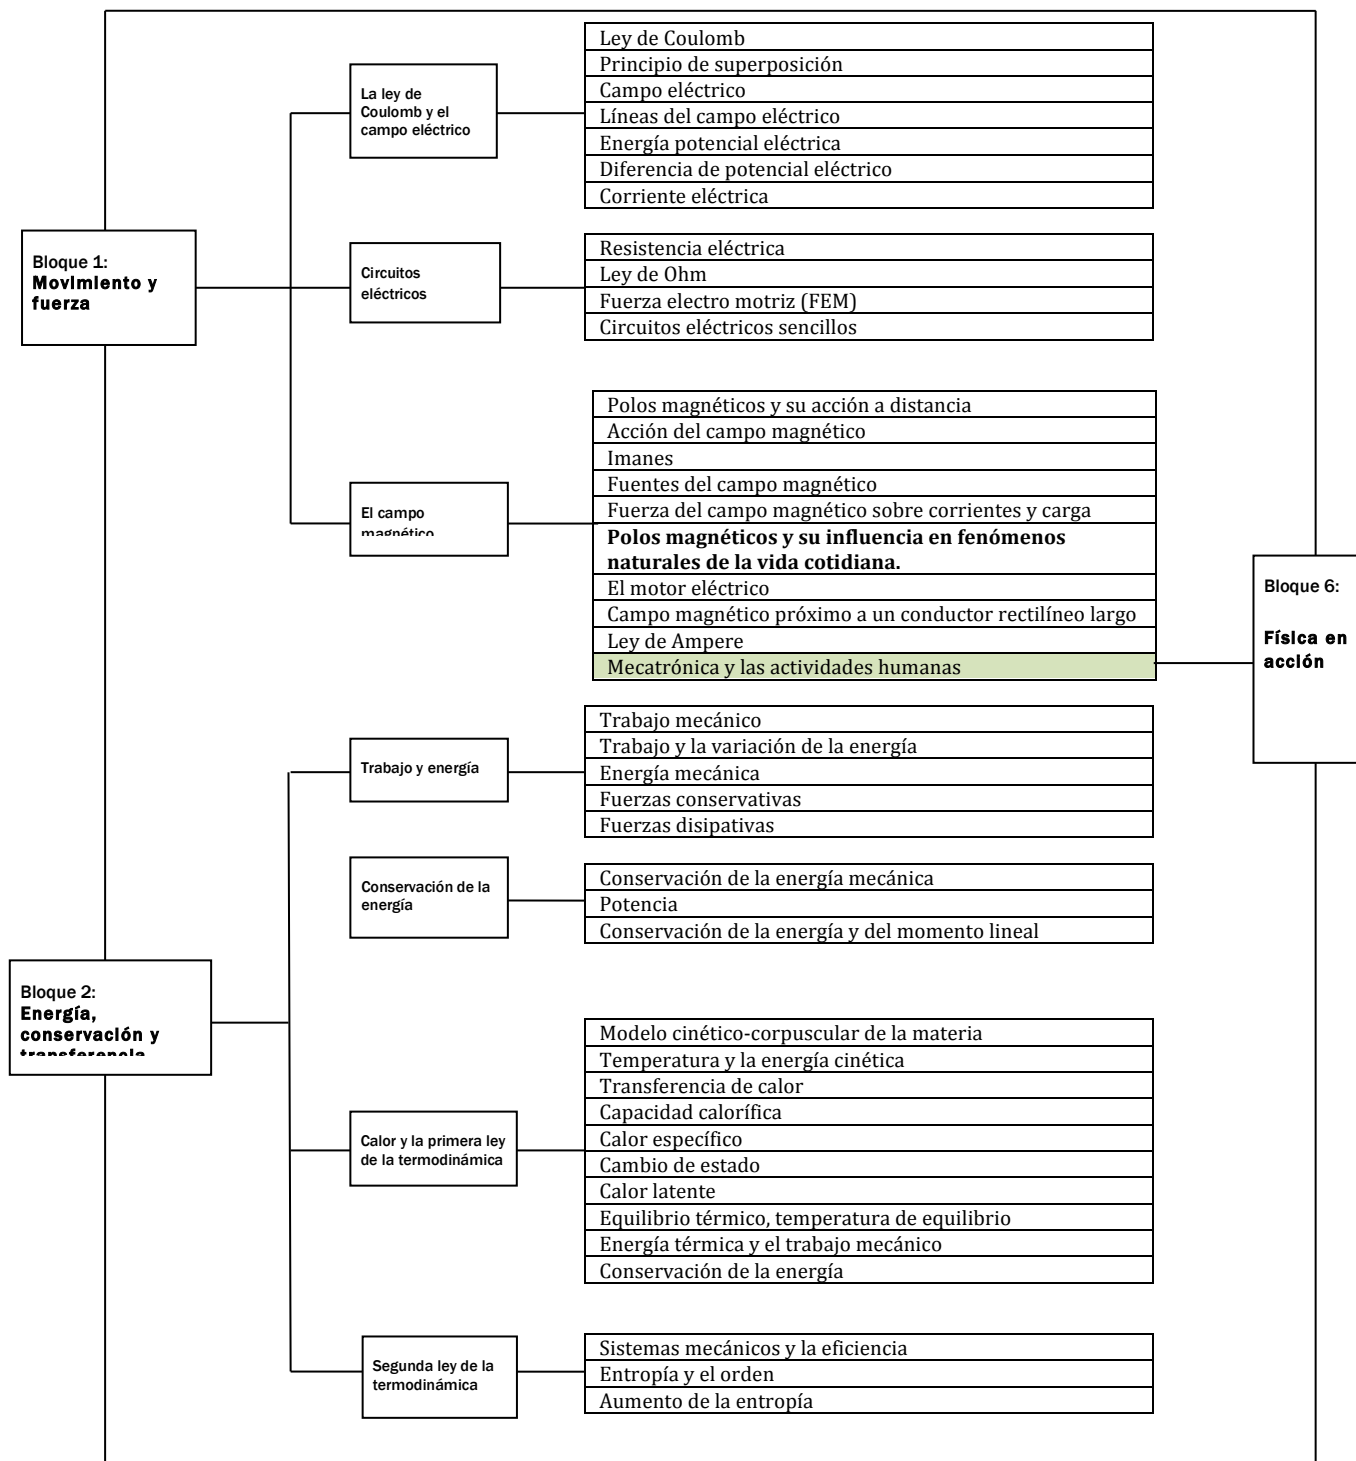 Ley de Coulomb
Principio de superposición
Campo eléctrico
Líneas del campo eléctrico
Energía potencial eléctrica
Diferencia de potencial eléctrico
Corriente eléctrica
La ley de
Coulomb y el
campo eléctrico
Bloque 1:
Movimiento y
fuerza
Circuitos
eléctricos
Resistencia eléctrica
Ley de Ohm
Fuerza electro motriz (FEM)
Circuitos eléctricos sencillos
El campo
magnético
Polos magnéticos y su acción a distancia
Acción del campo magnético
Imanes
Fuentes del campo magnético
Fuerza del campo magnético sobre corrientes y carga
Polos magnéticos y su influencia en fenómenos
naturales de la vida cotidiana.
El motor eléctrico
Campo magnético próximo a un conductor rectilíneo largo
Ley de Ampere
Mecatrónica y las actividades humanas
Bloque 6:
Física en
acción
Trabajo y energía
Trabajo mecánico
Trabajo y la variación de la energía
Energía mecánica
Fuerzas conservativas
Fuerzas disipativas
Conservación de la
energía
Conservación de la energía mecánica
Potencia
Conservación de la energía y del momento lineal
Bloque 2:
Energía,
conservación y
transferencia
Calor y la primera ley
de la termodinámica
Modelo cinético-corpuscular de la materia
Temperatura y la energía cinética
Transferencia de calor
Capacidad calorífica
Calor específico
Cambio de estado
Calor latente
Equilibrio térmico, temperatura de equilibrio
Energía térmica y el trabajo mecánico
Conservación de la energía
Segunda ley de la
termodinámica
Sistemas mecánicos y la eficiencia
Entropía y el orden
Aumento de la entropía